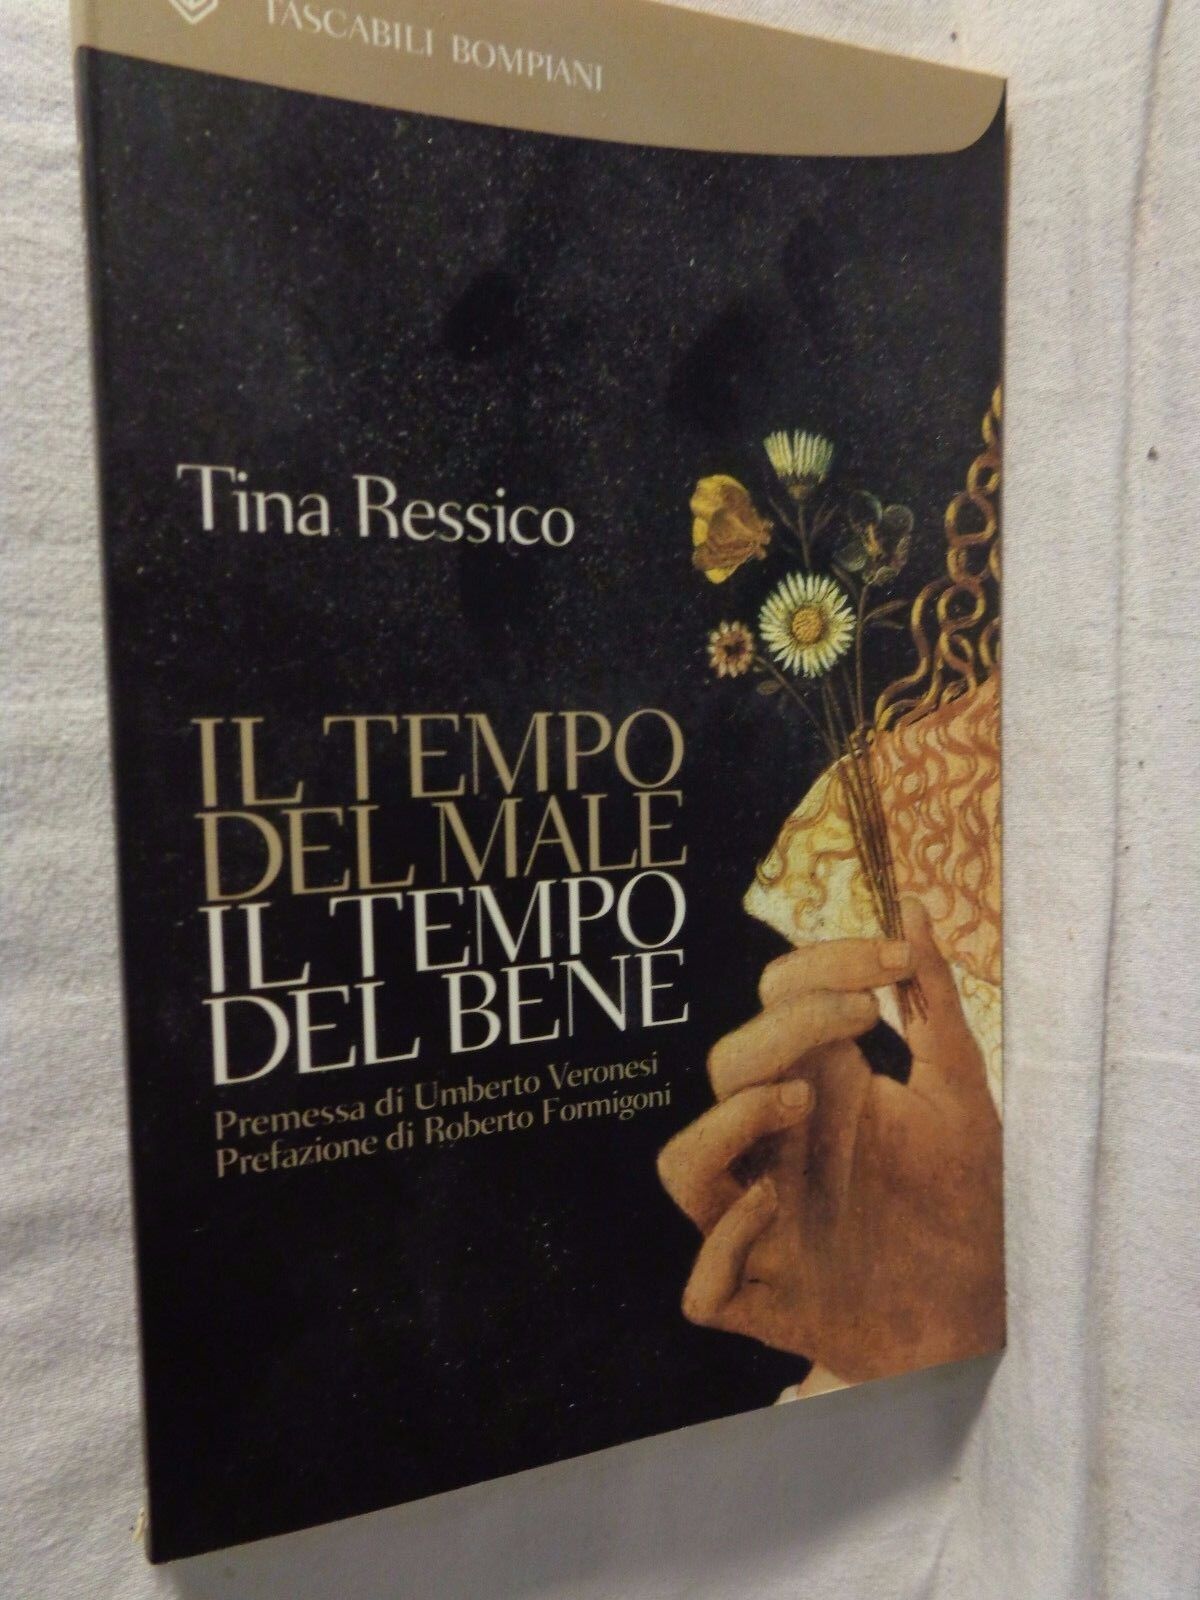 TASCABILI BOMPIANI
Tina Ressico
IL TEMPO
DEL MALE
IL TEMPO
DEL BENE
Premessa di Umberto Veronesi
Prefazione di Roberto Formigoni